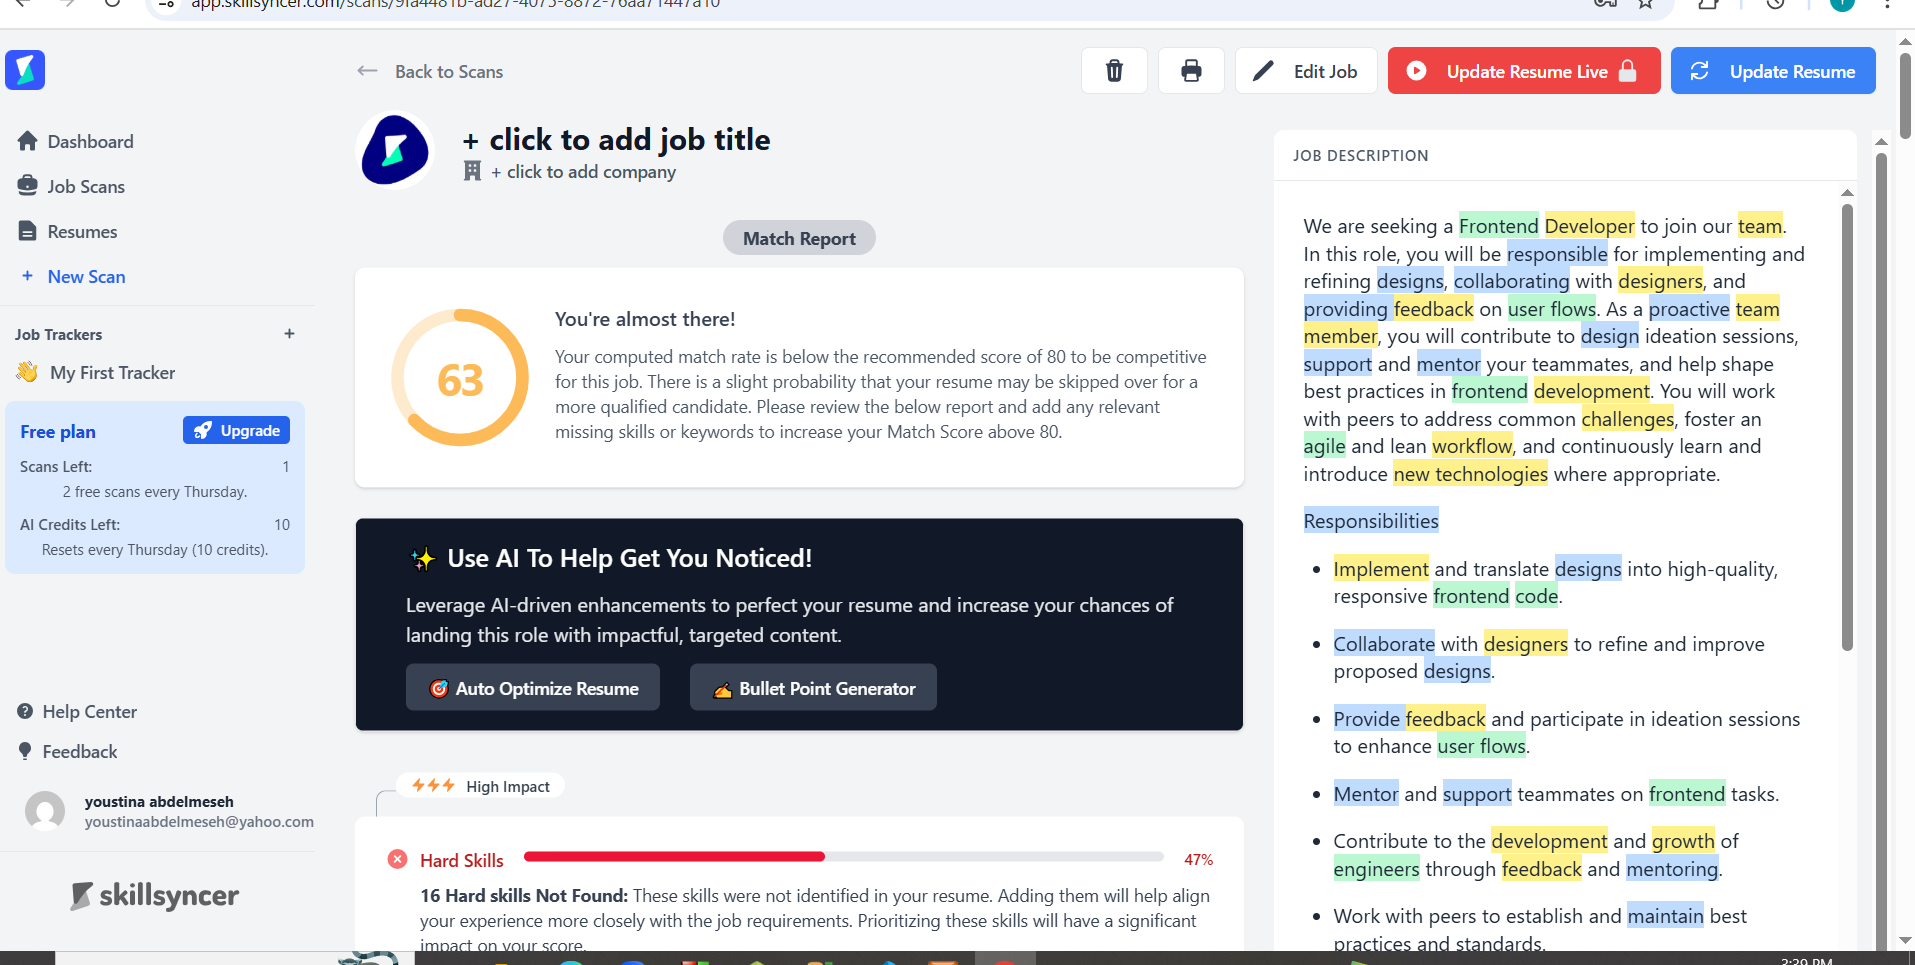 app.skillsyncer.com/scans/9fa4481b-ad27-4075-8872-76aa71447a10
Back to Scans
Edit Job
Update Resume Live
Update Resume
Dashboard
Job Scans
Resumes
+ New Scan
Job Trackers +
👋 My First Tracker
Free plan
Upgrade
Scans Left: 1
2 free scans every Thursday.
AI Credits Left: 10
Resets every Thursday (10 credits).
Help Center
Feedback
youstina abdelmeseh
youstinaabdelmeseh@yahoo.com
skillsyncer
+ click to add job title
+ click to add company
Match Report
63
You're almost there!
Your computed match rate is below the recommended score of 80 to be competitive
for this job. There is a slight probability that your resume may be skipped over for a
more qualified candidate. Please review the below report and add any relevant
missing skills or keywords to increase your Match Score above 80.
✨ Use AI To Help Get You Noticed!
Leverage AI-driven enhancements to perfect your resume and increase your chances of
landing this role with impactful, targeted content.
🎯 Auto Optimize Resume
✍ Bullet Point Generator
High Impact
Hard Skills 47%
16 Hard skills Not Found: These skills were not identified in your resume. Adding them will help align
your experience more closely with the job requirements. Prioritizing these skills will have a significant
impact on your score.
JOB DESCRIPTION
We are seeking a Frontend Developer to join our team.
In this role, you will be responsible for implementing and
refining designs, collaborating with designers, and
providing feedback on user flows. As a proactive team
member, you will contribute to design ideation sessions,
support and mentor your teammates, and help shape
best practices in frontend development. You will work
with peers to address common challenges, foster an
agile and lean workflow, and continuously learn and
introduce new technologies where appropriate.
Responsibilities
• Implement and translate designs into high-quality,
responsive frontend code.
• Collaborate with designers to refine and improve
proposed designs.
• Provide feedback and participate in ideation sessions
to enhance user flows.
• Mentor and support teammates on frontend tasks.
• Contribute to the development and growth of
engineers through feedback and mentoring.
• Work with peers to establish and maintain best
practices and standards.
3:39 PM